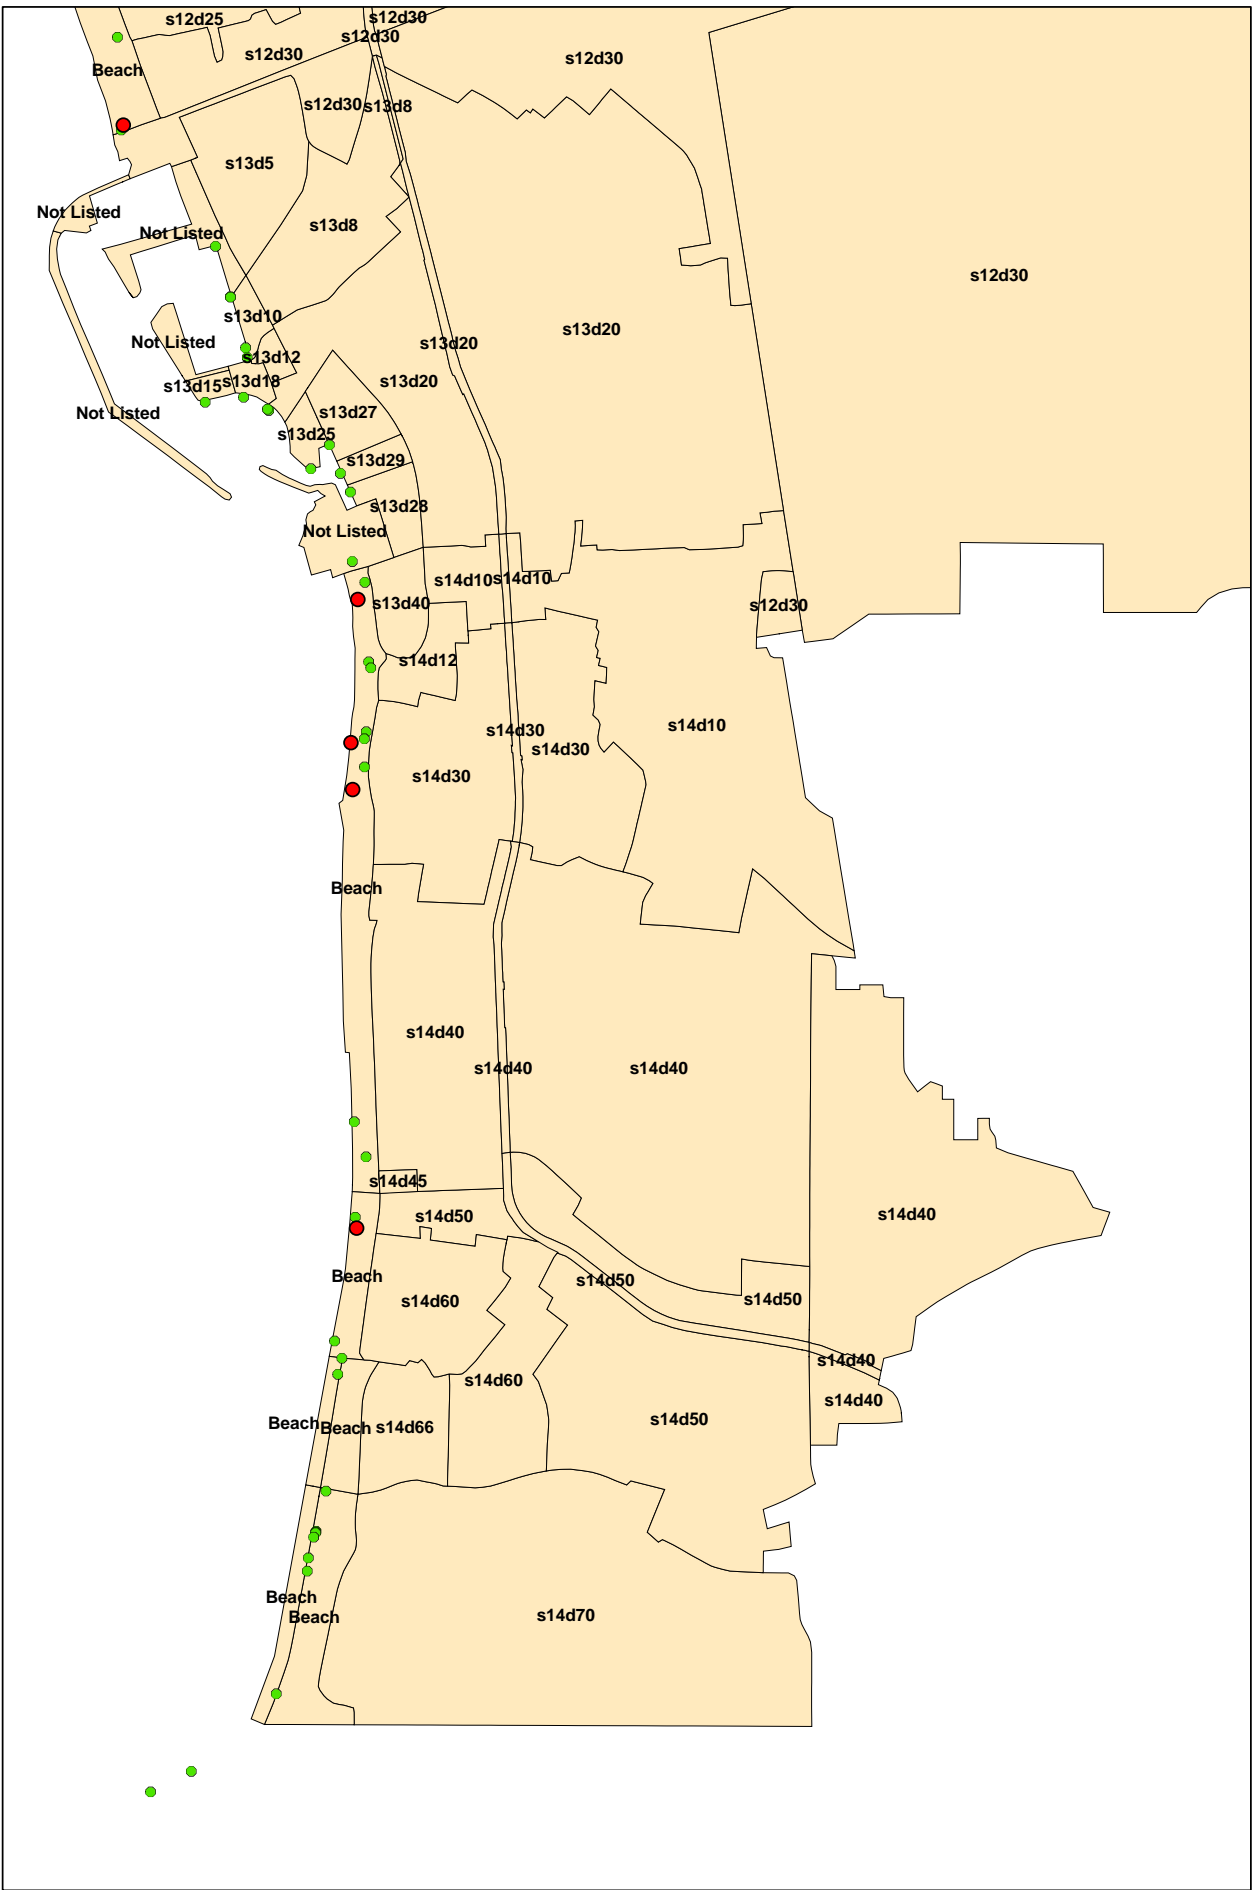 s12d25
s12d30
s12d30
s12d30
s12d30
Beach
s12d30
s13d8
s13d5
Not Listed
s13d8
Not Listed
s12d30
s13d10
s13d20
Not Listed
s13d20
s13d12
s13d15
s13d18
s13d20
Not Listed
s13d27
s13d25
s13d29
s13d28
Not Listed
s14d10
s14d10
s13d40
s12d30
s14d12
s14d10
s14d30
s14d30
s14d30
Beach
s14d40
s14d40
s14d40
s14d45
s14d50
s14d40
Beach
s14d50
s14d60
s14d50
s14d40
s14d60
s14d40
Beach
Beach
s14d66
s14d50
Beach
Beach
s14d70